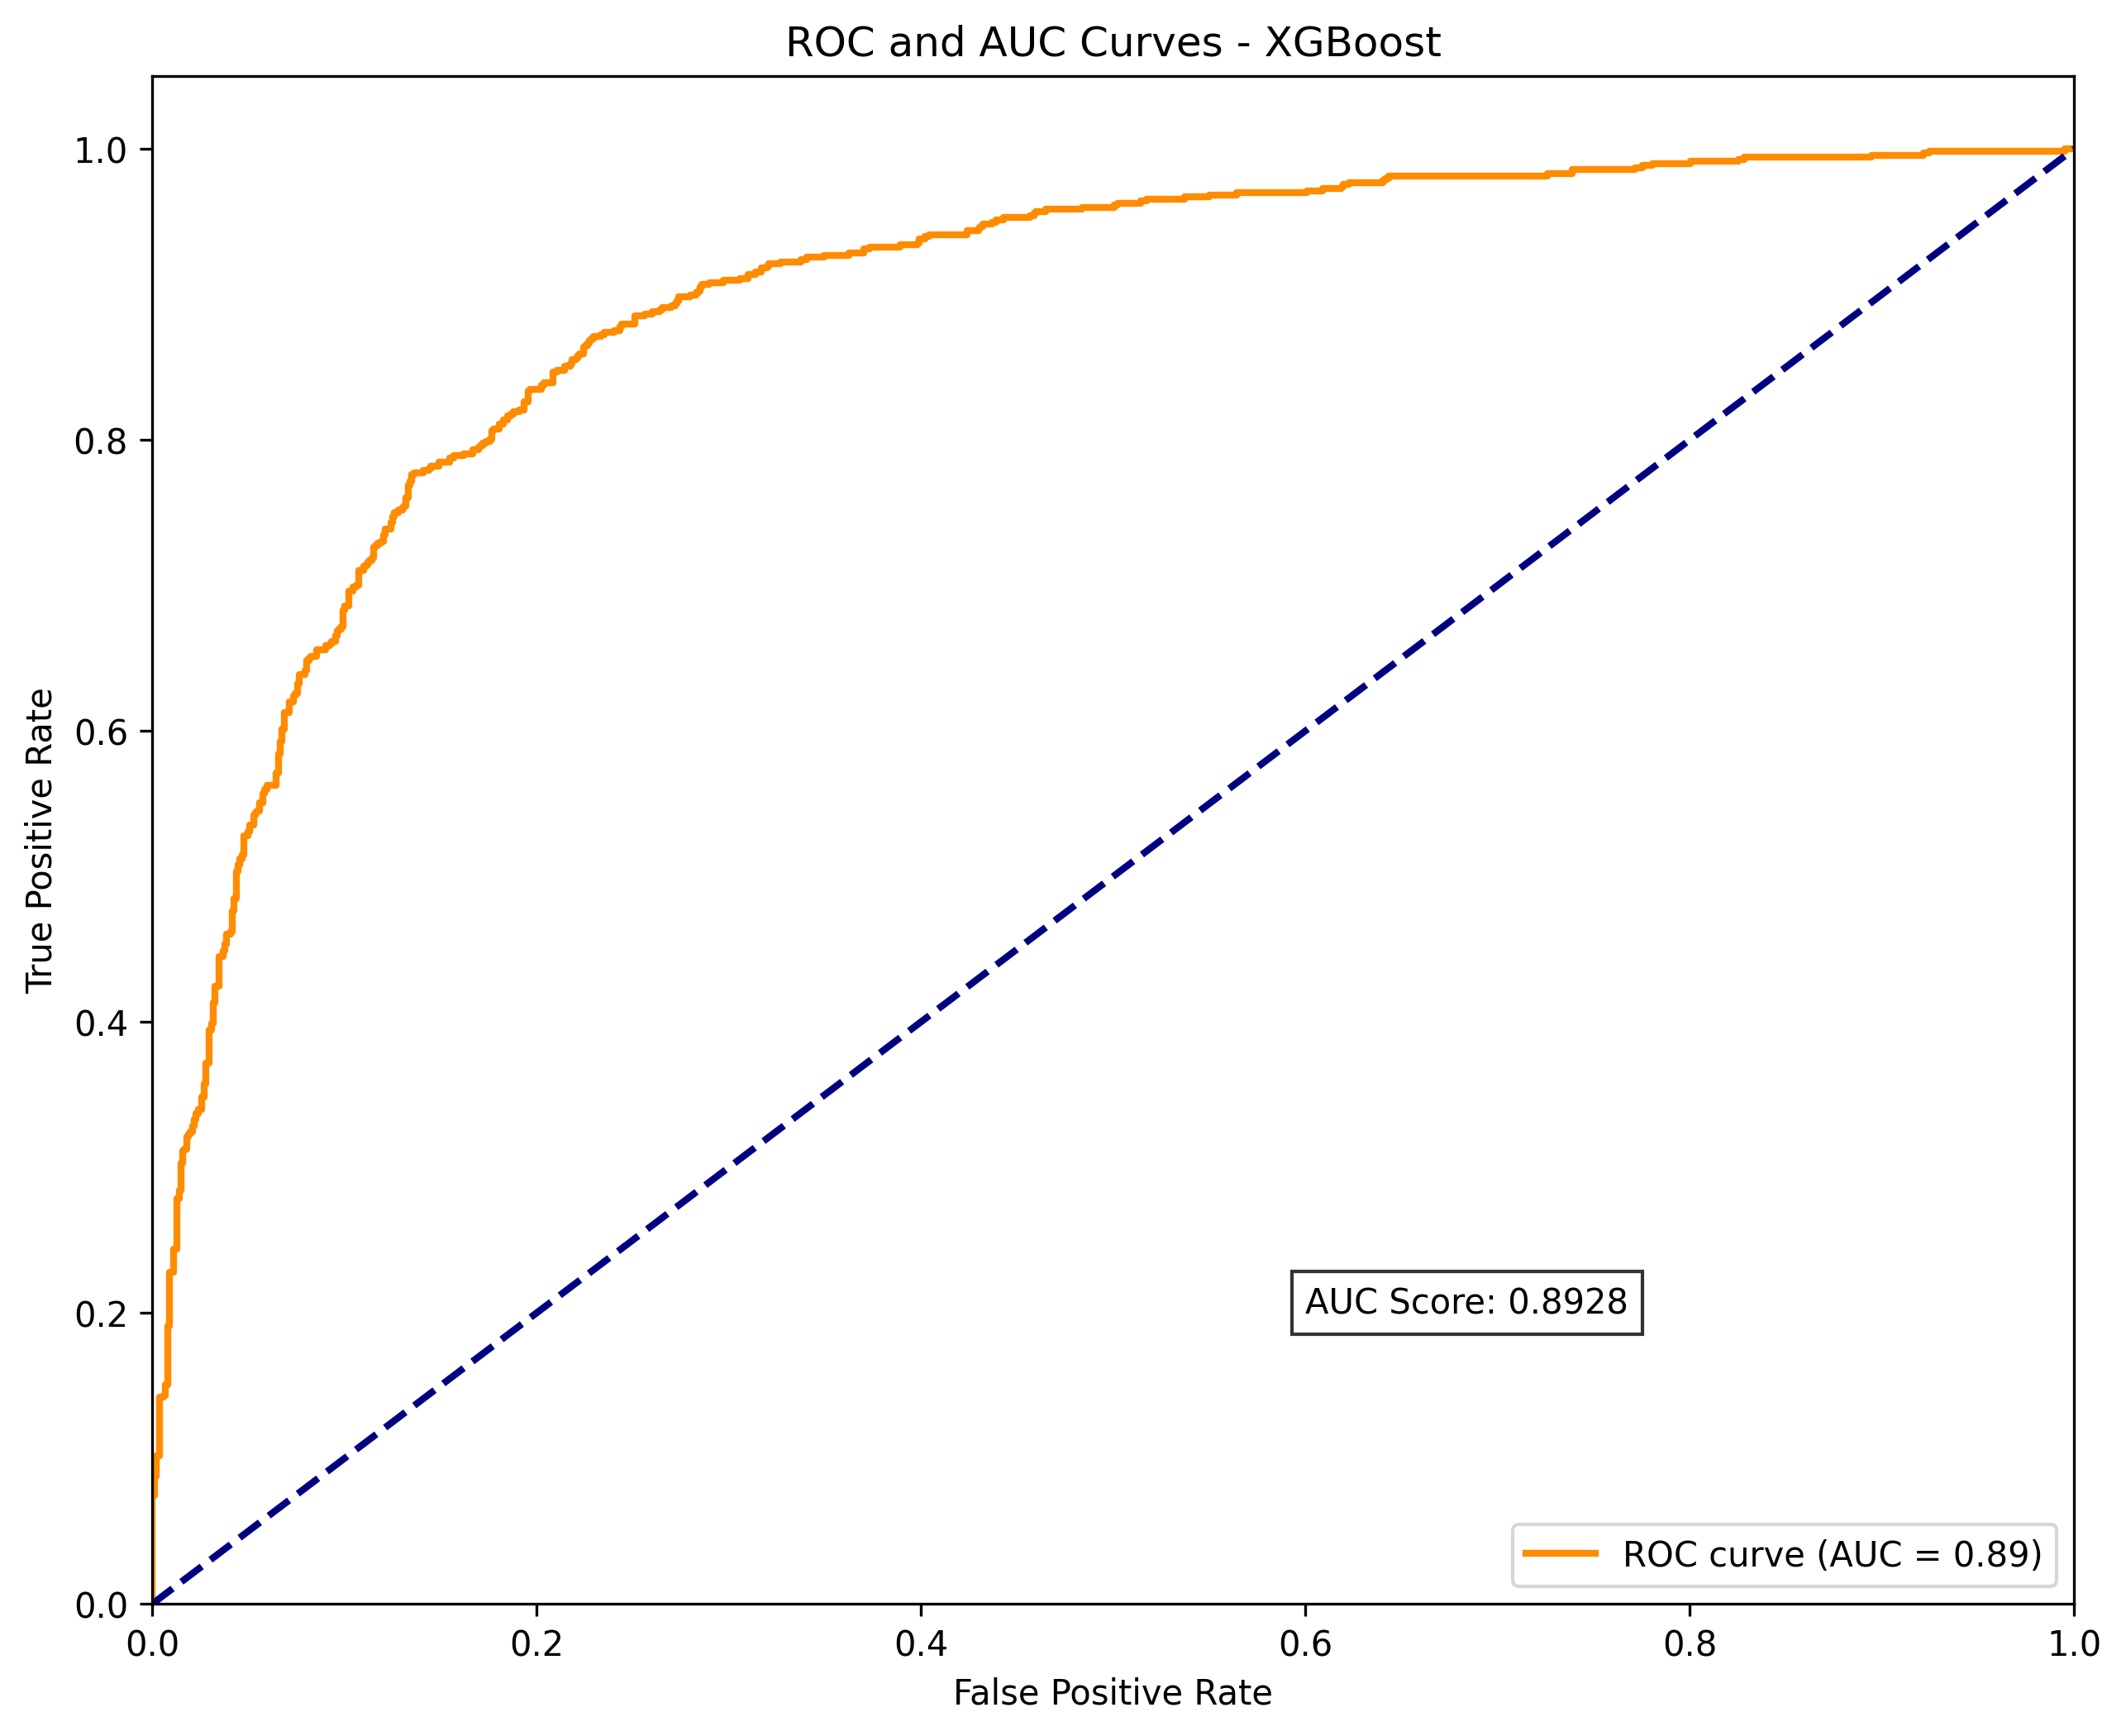 ROC and AUC Curves - XGBoost
True Positive Rate
1.0
0.8
0.6
0.4
0.2
0.0
AUC Score: 0.8928
ROC curve (AUC = 0.89)
0.0 0.2 0.4 0.6 0.8 1.0
False Positive Rate